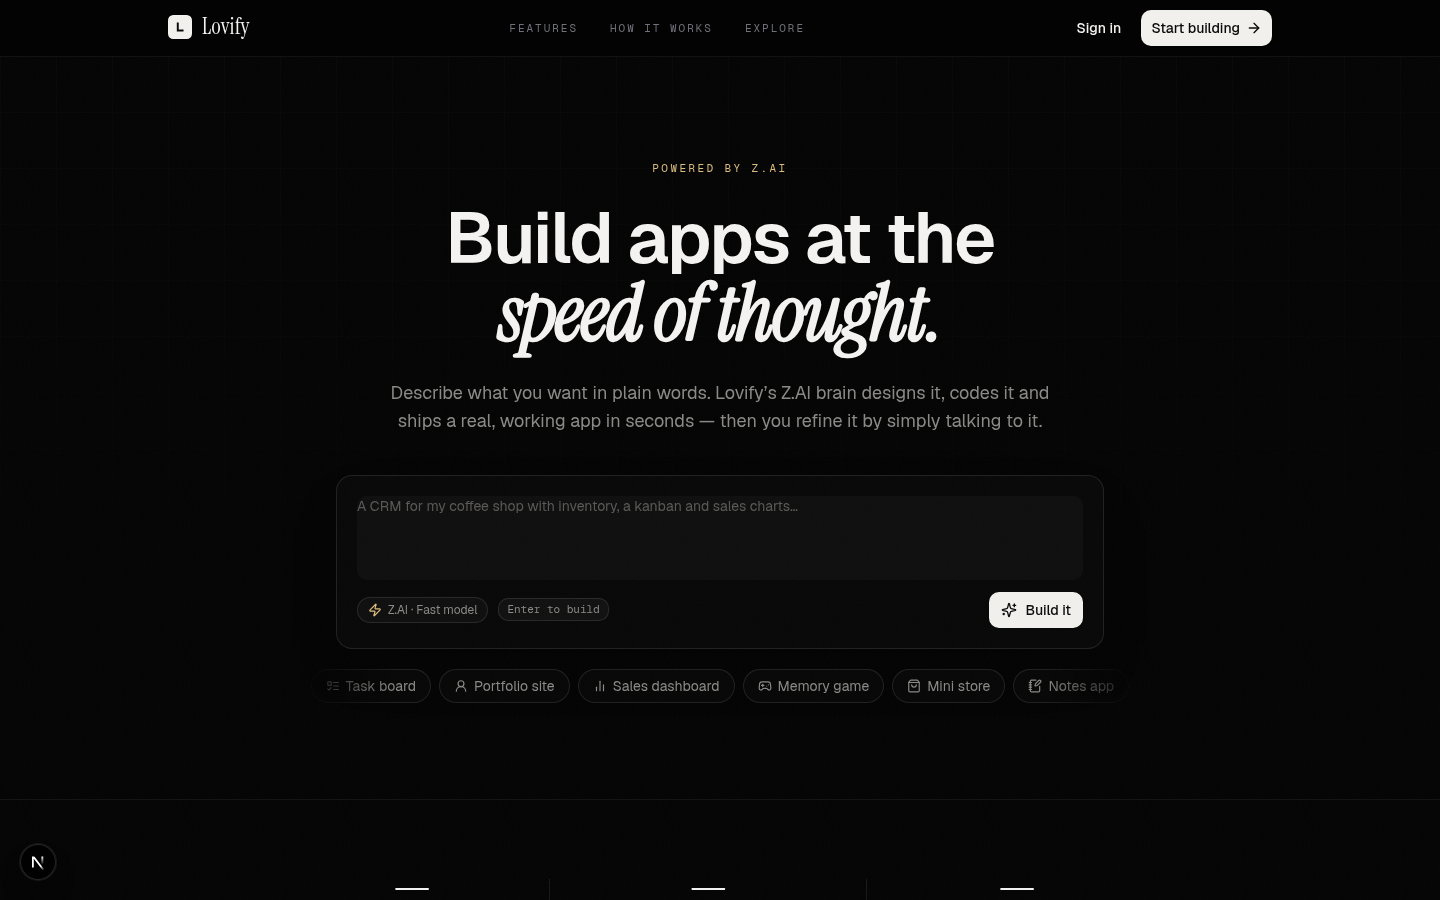 L Lovify
FEATURES
HOW IT WORKS
EXPLORE
Sign in
Start building
POWERED BY Z.AI
Build apps at the
speed of thought.
Describe what you want in plain words. Lovify’s Z.AI brain designs it, codes it and
ships a real, working app in seconds — then you refine it by simply talking to it.
A CRM for my coffee shop with inventory, a kanban and sales charts…
Z.AI · Fast model
Enter to build
Build it
Task board
Portfolio site
Sales dashboard
Memory game
Mini store
Notes app
N